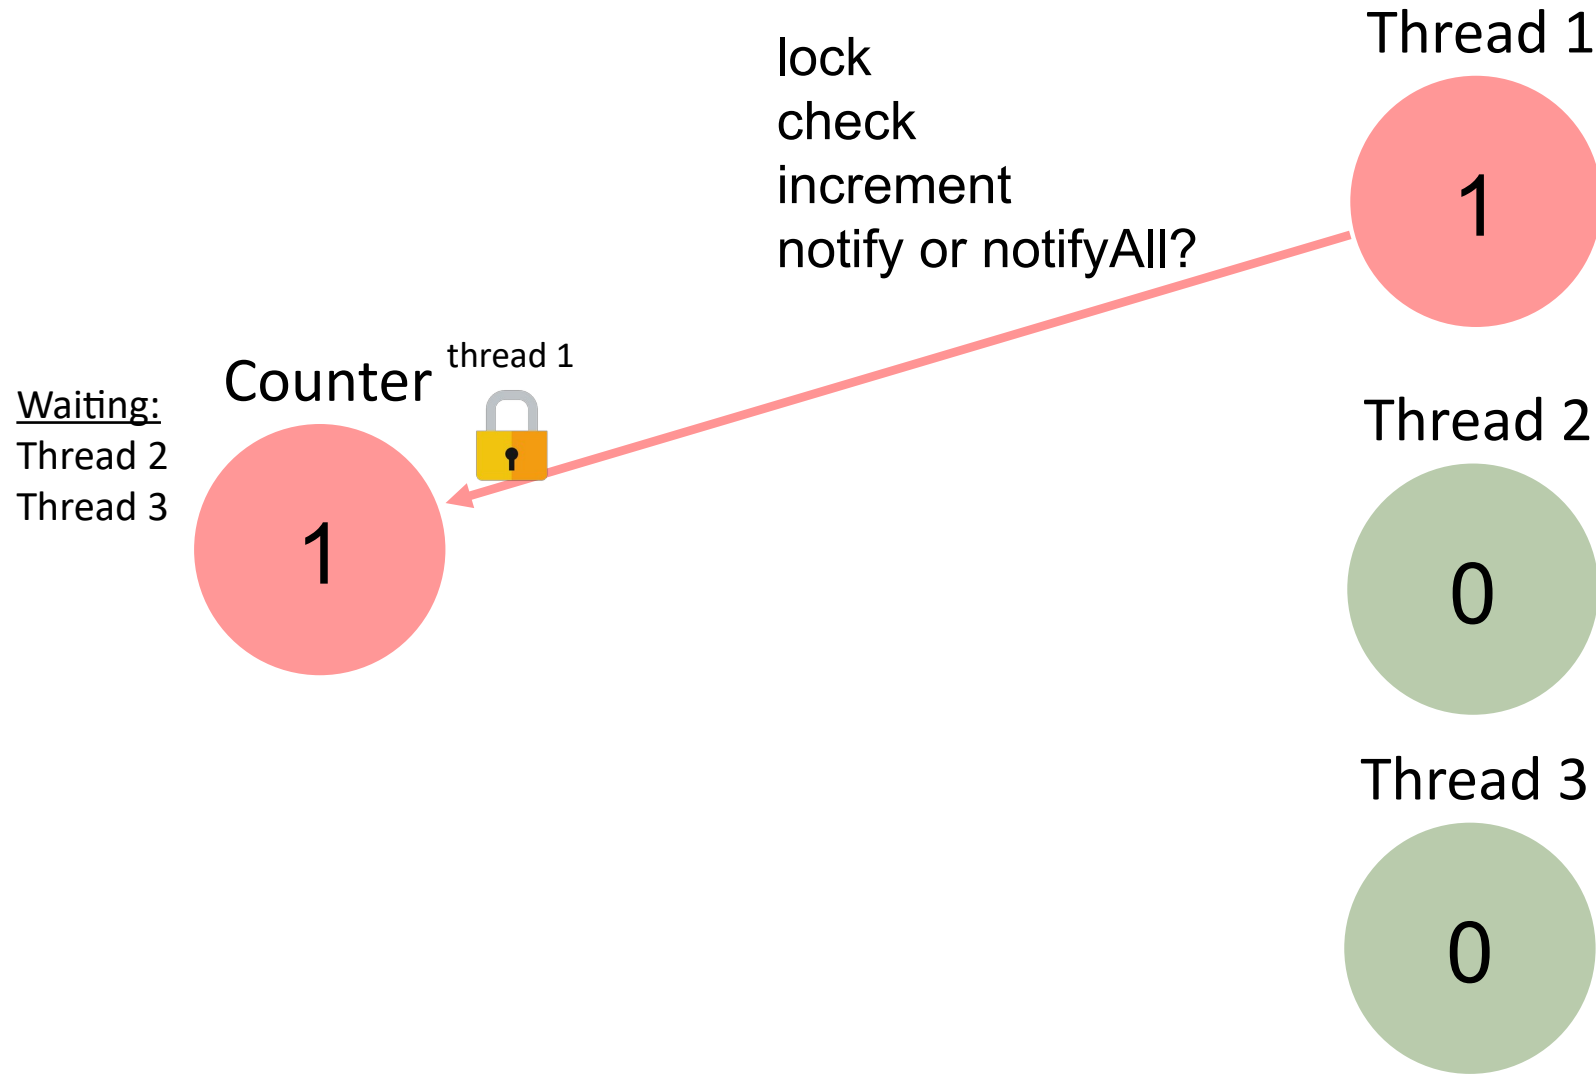 lock
check
increment
notify or notifyAll?
Thread 1
1
thread 1
Counter
Waiting:
Thread 2
Thread 3
1
Thread 2
0
Thread 3
0